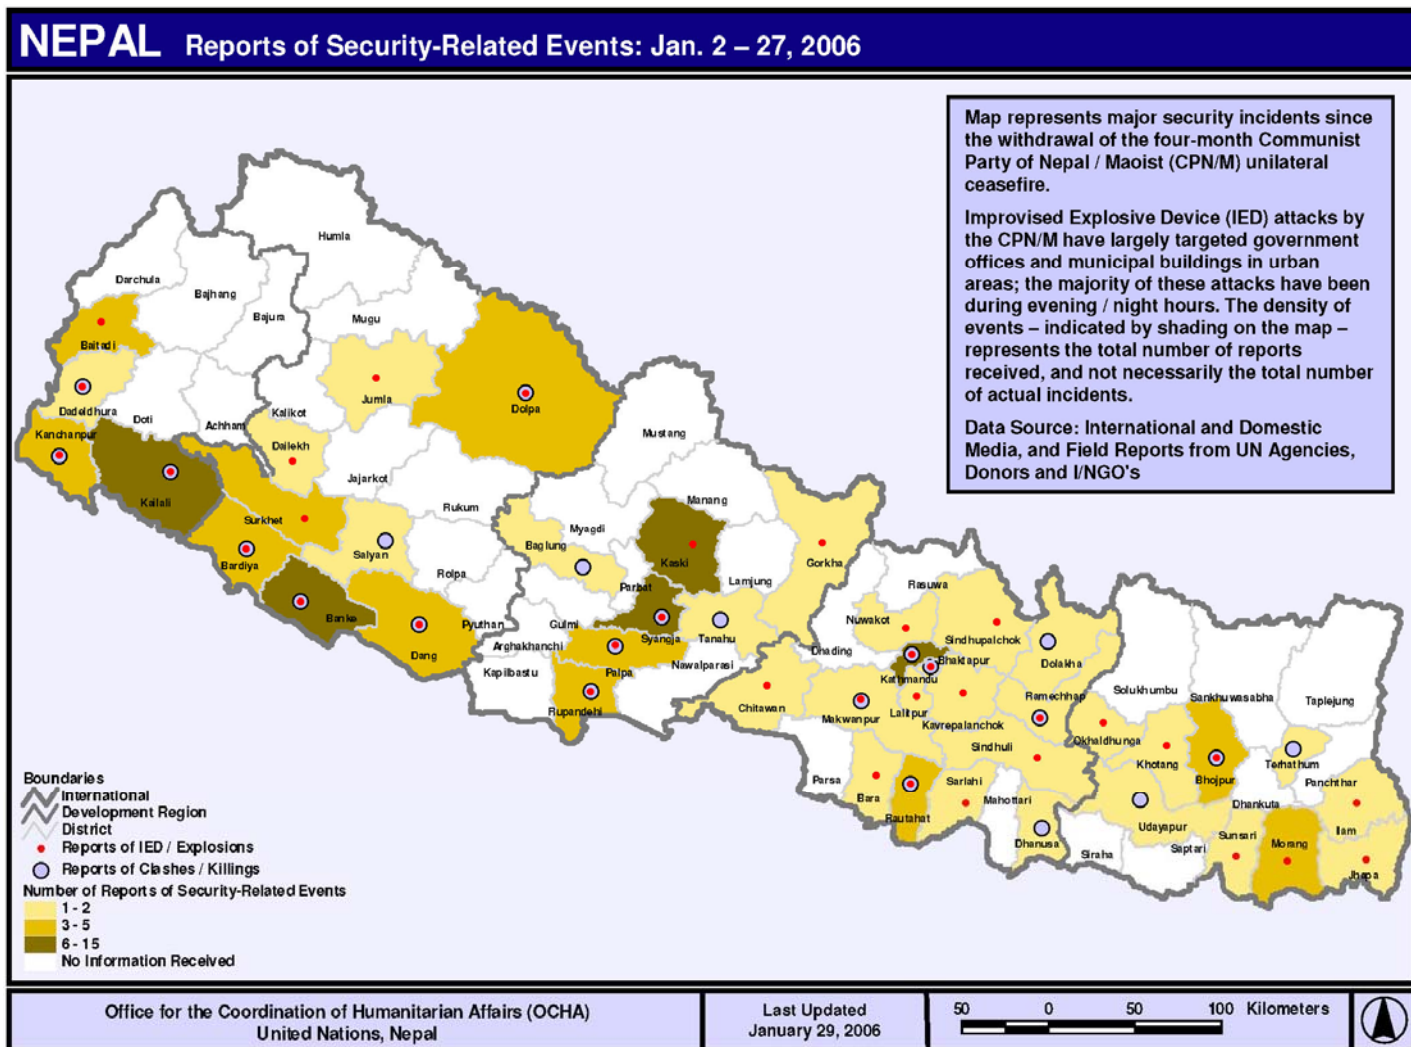 NEPAL Reports of Security-Related Events: Jan. 2 – 27, 2006
Map represents major security incidents since
the withdrawal of the four-month Communist
Party of Nepal / Maoist (CPN/M) unilateral
ceasefire.
Improvised Explosive Device (IED) attacks by
the CPN/M have largely targeted government
offices and municipal buildings in urban
areas; the majority of these attacks have been
during evening / night hours. The density of
events – indicated by shading on the map –
represents the total number of reports
received, and not necessarily the total number
of actual incidents.
Data Source: International and Domestic
Media, and Field Reports from UN Agencies,
Donors and I/NGO's
Humla
Darchula
Bajhang
Bajura
Mugu
Baitadi
Dadeldhura
Jumla
Dolpa
Doti
Achham
Kalikot
Kanchanpur
Dailekh
Mustang
Kailali
Jajarkot
Manang
Surkhet
Rukum
Myagdi
Baglung
Salyan
Kaski
Gorkha
Bardiya
Rolpa
Parbat
Lamjung
Rasuwa
Banke
Pyuthan
Gulmi
Syangja
Tanahu
Nuwakot
Sindhupalchok
Dang
Arghakhanchi
Dhading
Bhaktapur
Dolakha
Kapilbastu
Palpa
Nawalparasi
Kathmandu
Solukhumbu
Sankhuwasabha
Taplejung
Rupandehi
Chitawan
Makwanpur
Lalitpur
Kavrepalanchok
Ramechhap
Okhaldhunga
Sindhuli
Khotang
Bhojpur
Terhathum
Parsa
Bara
Rautahat
Sarlahi
Mahottari
Dhankuta
Panchthar
Dhanusa
Udayapur
Siraha
Saptari
Sunsari
Morang
Ilam
Jhapa
Boundaries
International
Development Region
District
Reports of IED / Explosions
Reports of Clashes / Killings
Number of Reports of Security-Related Events
1 - 2
3 - 5
6 - 15
No Information Received
Office for the Coordination of Humanitarian Affairs (OCHA)
United Nations, Nepal
Last Updated
January 29, 2006
50 0 50 100 Kilometers